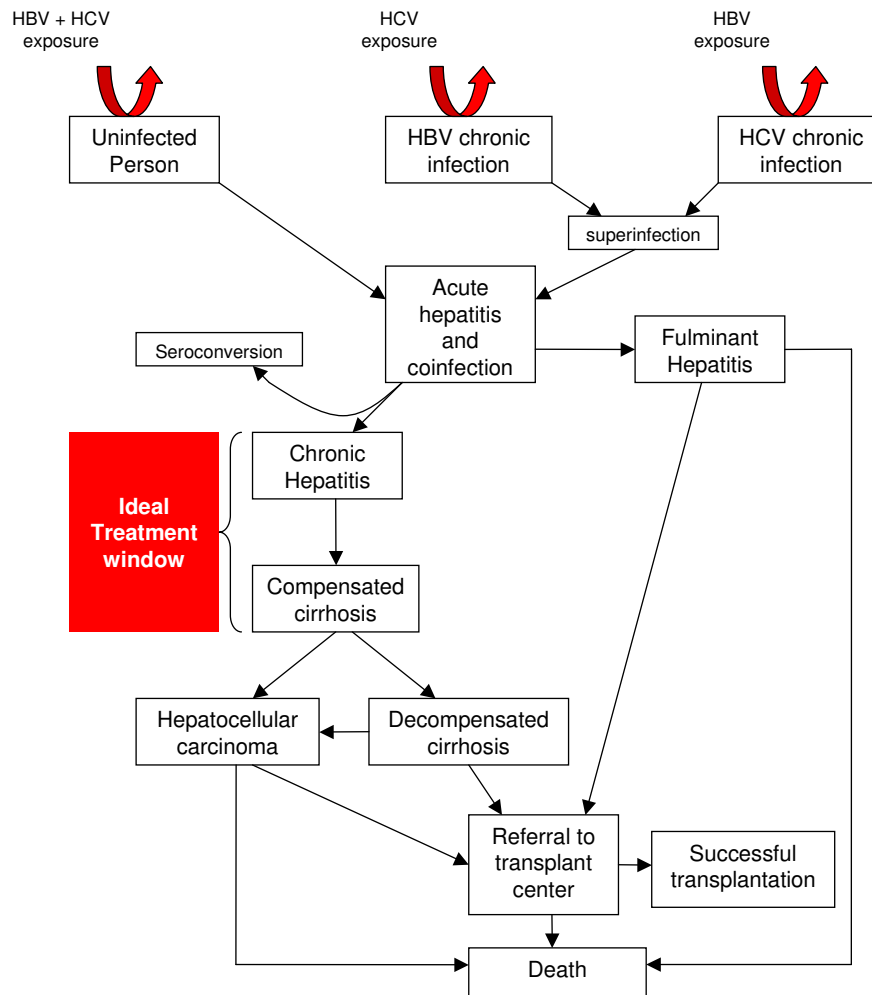 HBV + HCV
exposure
HCV
exposure
HBV
exposure
Uninfected
Person
HBV chronic
infection
HCV chronic
infection
superinfection
Acute
hepatitis
and
coinfection
Fulminant
Hepatitis
Seroconversion
Chronic
Hepatitis
Ideal
Treatment
window
Compensated
cirrhosis
Hepatocellular
carcinoma
Decompensated
cirrhosis
Referral to
transplant
center
Successful
transplantation
Death